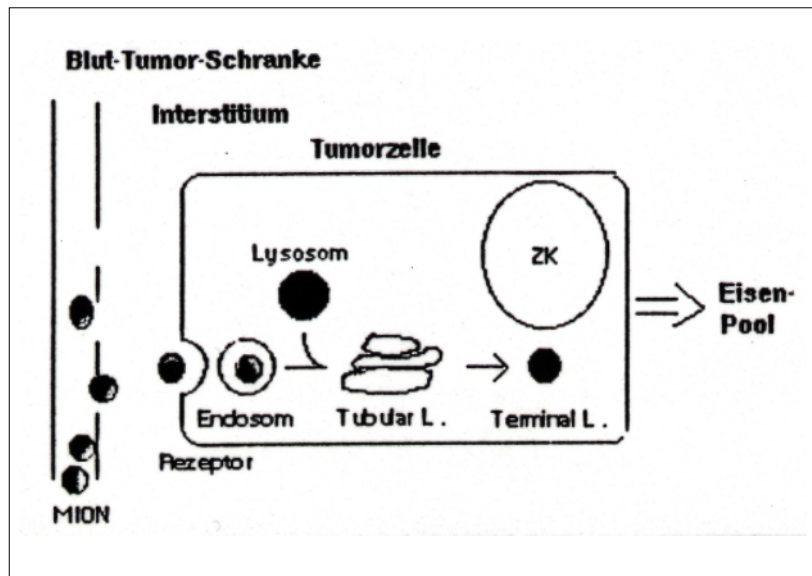 Blut-Tumor-Schranke
Interstitium
Tumorzelle
Lysosom
ZK
Eisen-
Pool
Endosom
Tubular L.
Terminal L.
Rezeptor
MION